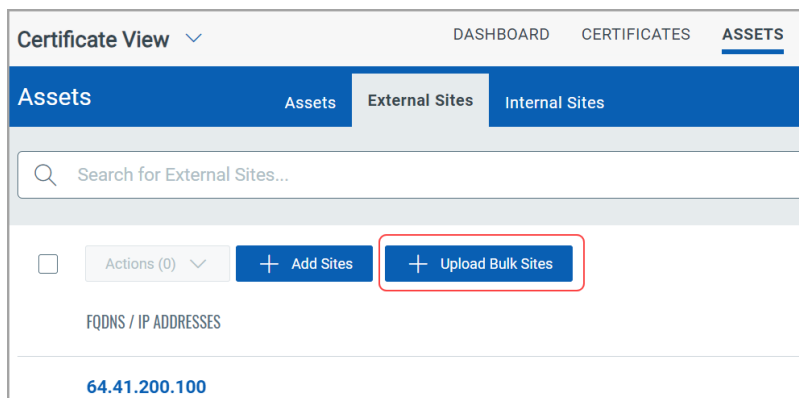 Certificate View DASHBOARD CERTIFICATES ASSETS
Assets Assets External Sites Internal Sites
Search for External Sites...
Actions (0) Add Sites Upload Bulk Sites
FQDNS / IP ADDRESSES
64.41.200.100